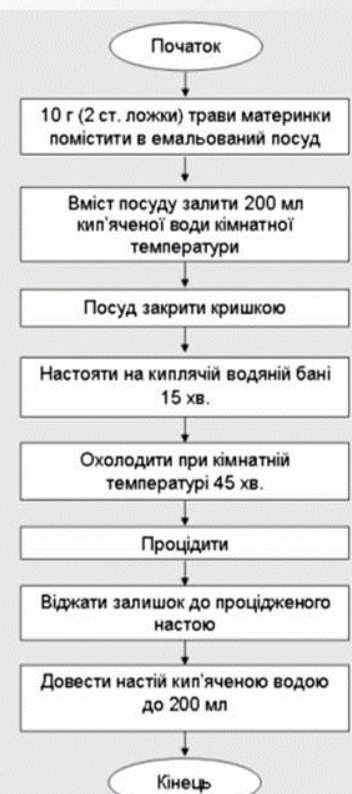 Початок
10 г (2 ст. ложки) трави материнки
помістити в емальований посуд
Вміст посуду залити 200 мл
кип'яченої води кімнатної
температури
Посуд закрити кришкою
Настояти на киплячій водяній бані
15 хв.
Охолодити при кімнатній
температурі 45 хв.
Процідити
Віджати залишок до процідженого
настою
Довести настій кип'яченою водою
до 200 мл
Кінець